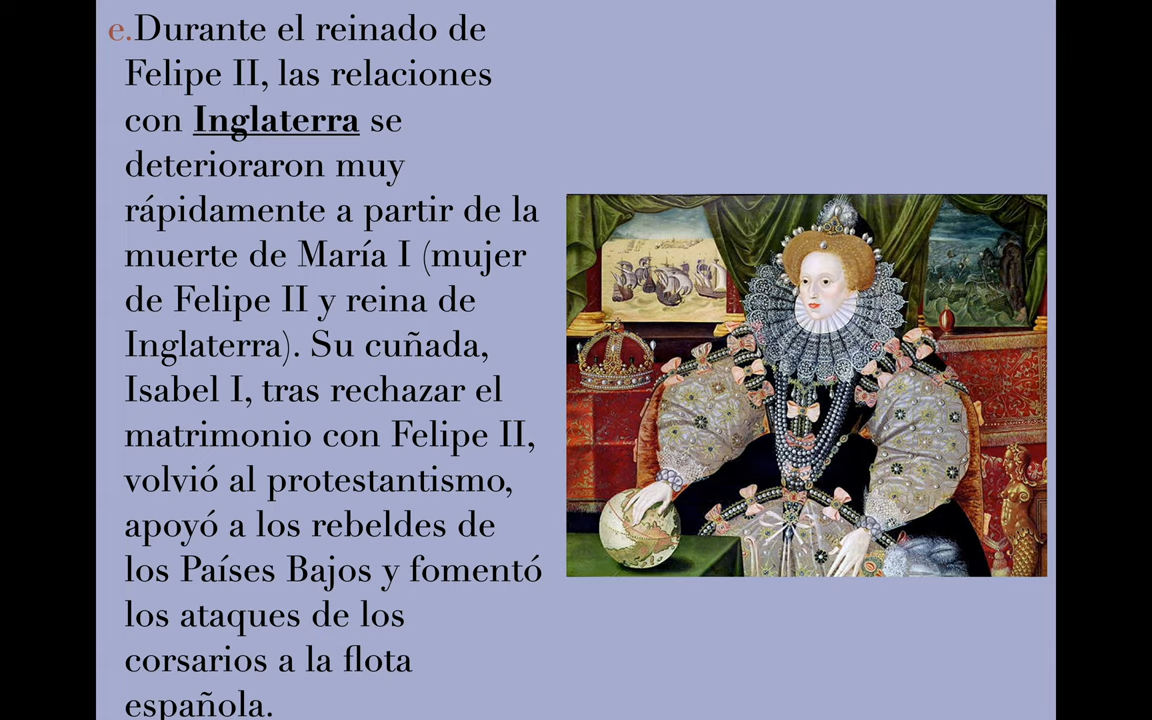 e.Durante el reinado de
Felipe II, las relaciones
con Inglaterra se
deterioraron muy
rápidamente a partir de la
muerte de María I (mujer
de Felipe II y reina de
Inglaterra). Su cuñada,
Isabel I, tras rechazar el
matrimonio con Felipe II,
volvió al protestantismo,
apoyó a los rebeldes de
los Países Bajos y fomentó
los ataques de los
corsarios a la flota
española.